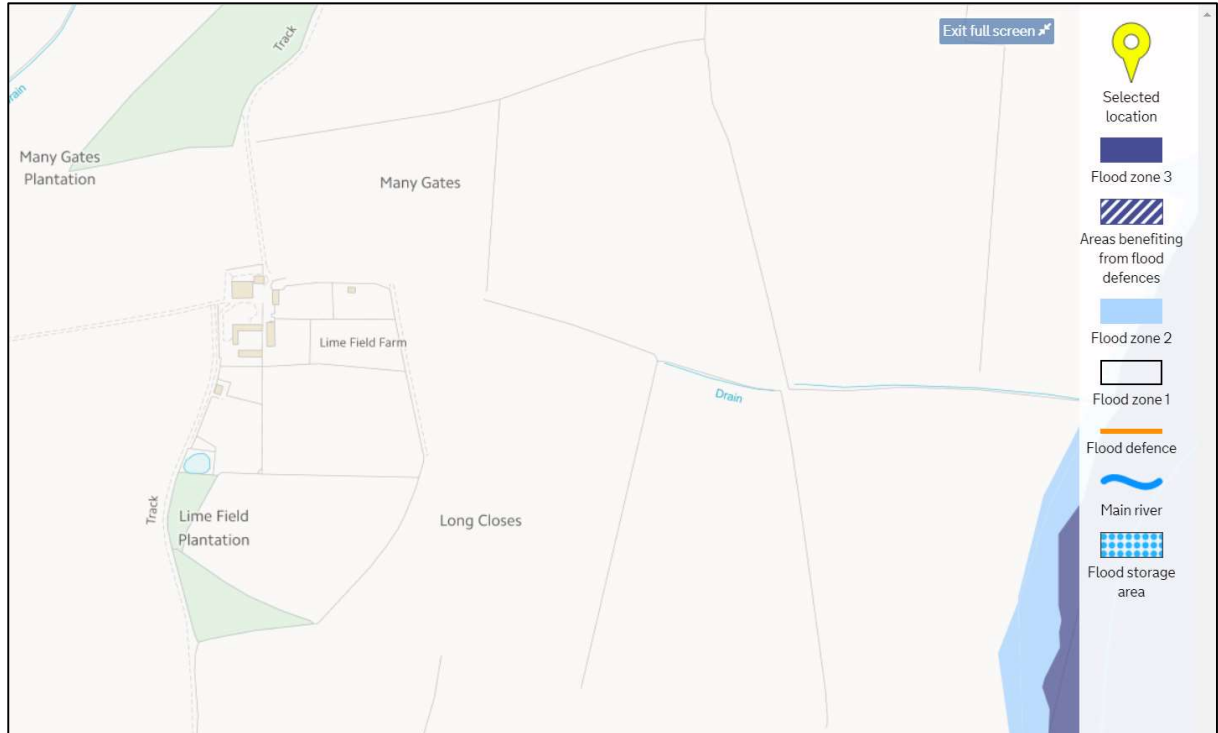 Track
Exit full screen
rain
Many Gates
Plantation
Many Gates
Lime Field Farm
Drain
Track
Lime Field
Plantation
Long Closes
Selected
location
Flood zone 3
Areas benefiting
from flood
defences
Flood zone 2
Flood zone 1
Flood defence
Main river
Flood storage
area